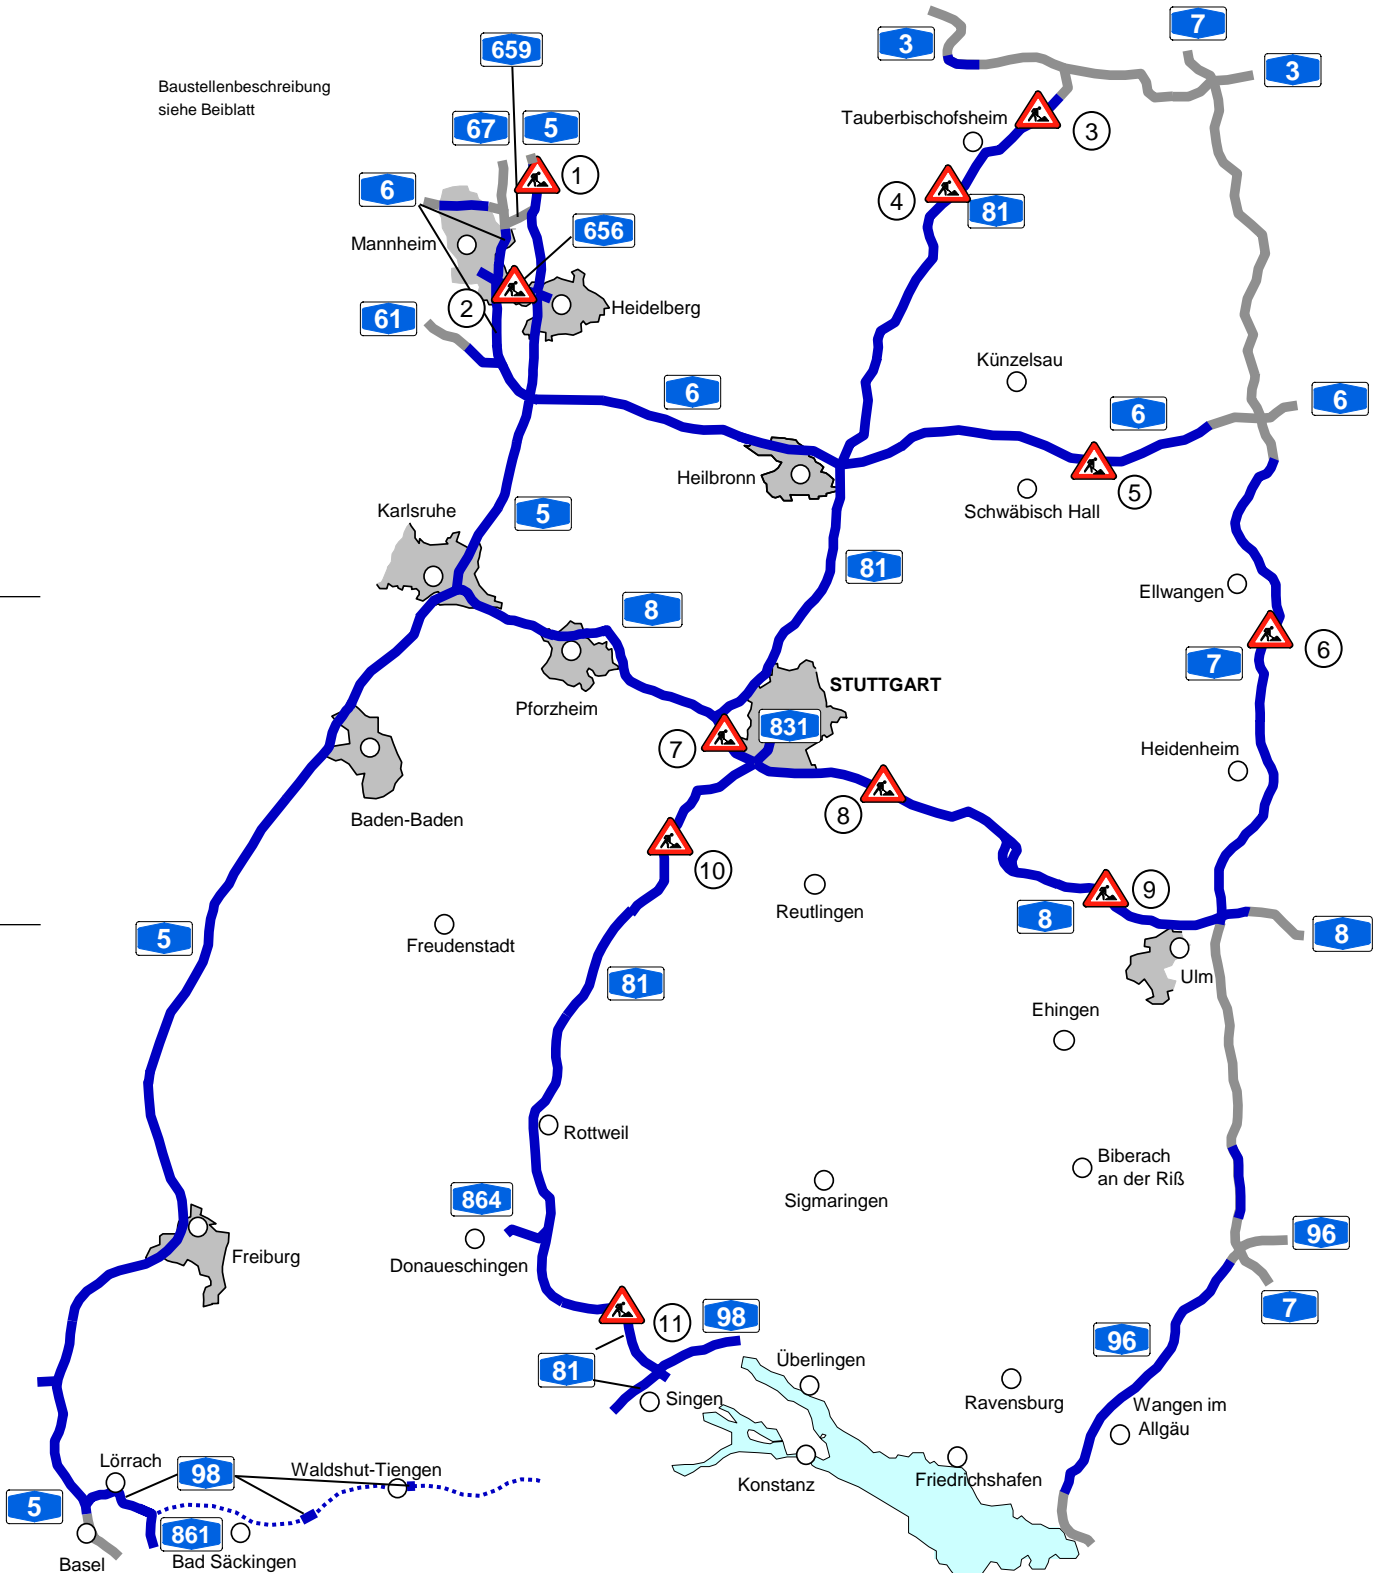 7
3
659
3
Baustellenbeschreibung
siehe Beiblatt
Tauberbischofsheim
67
5
3
1
6
4
81
656
Mannheim
2
Heidelberg
61
Künzelsau
6
6
6
Heilbronn
5
Schwäbisch Hall
Karlsruhe
5
81
Ellwangen
8
6
7
STUTTGART
Pforzheim
831
7
Heidenheim
8
Baden-Baden
10
9
Reutlingen
8
8
5
Freudenstadt
Ulm
81
Ehingen
Rottweil
Biberach
an der Riß
Sigmaringen
864
96
Freiburg
Donaueschingen
7
11
98
96
81
Überlingen
Singen
Ravensburg
Wangen im
Allgäu
Lörrach
98
Waldshut-Tiengen
Konstanz
Friedrichshafen
5
861
Basel
Bad Säckingen